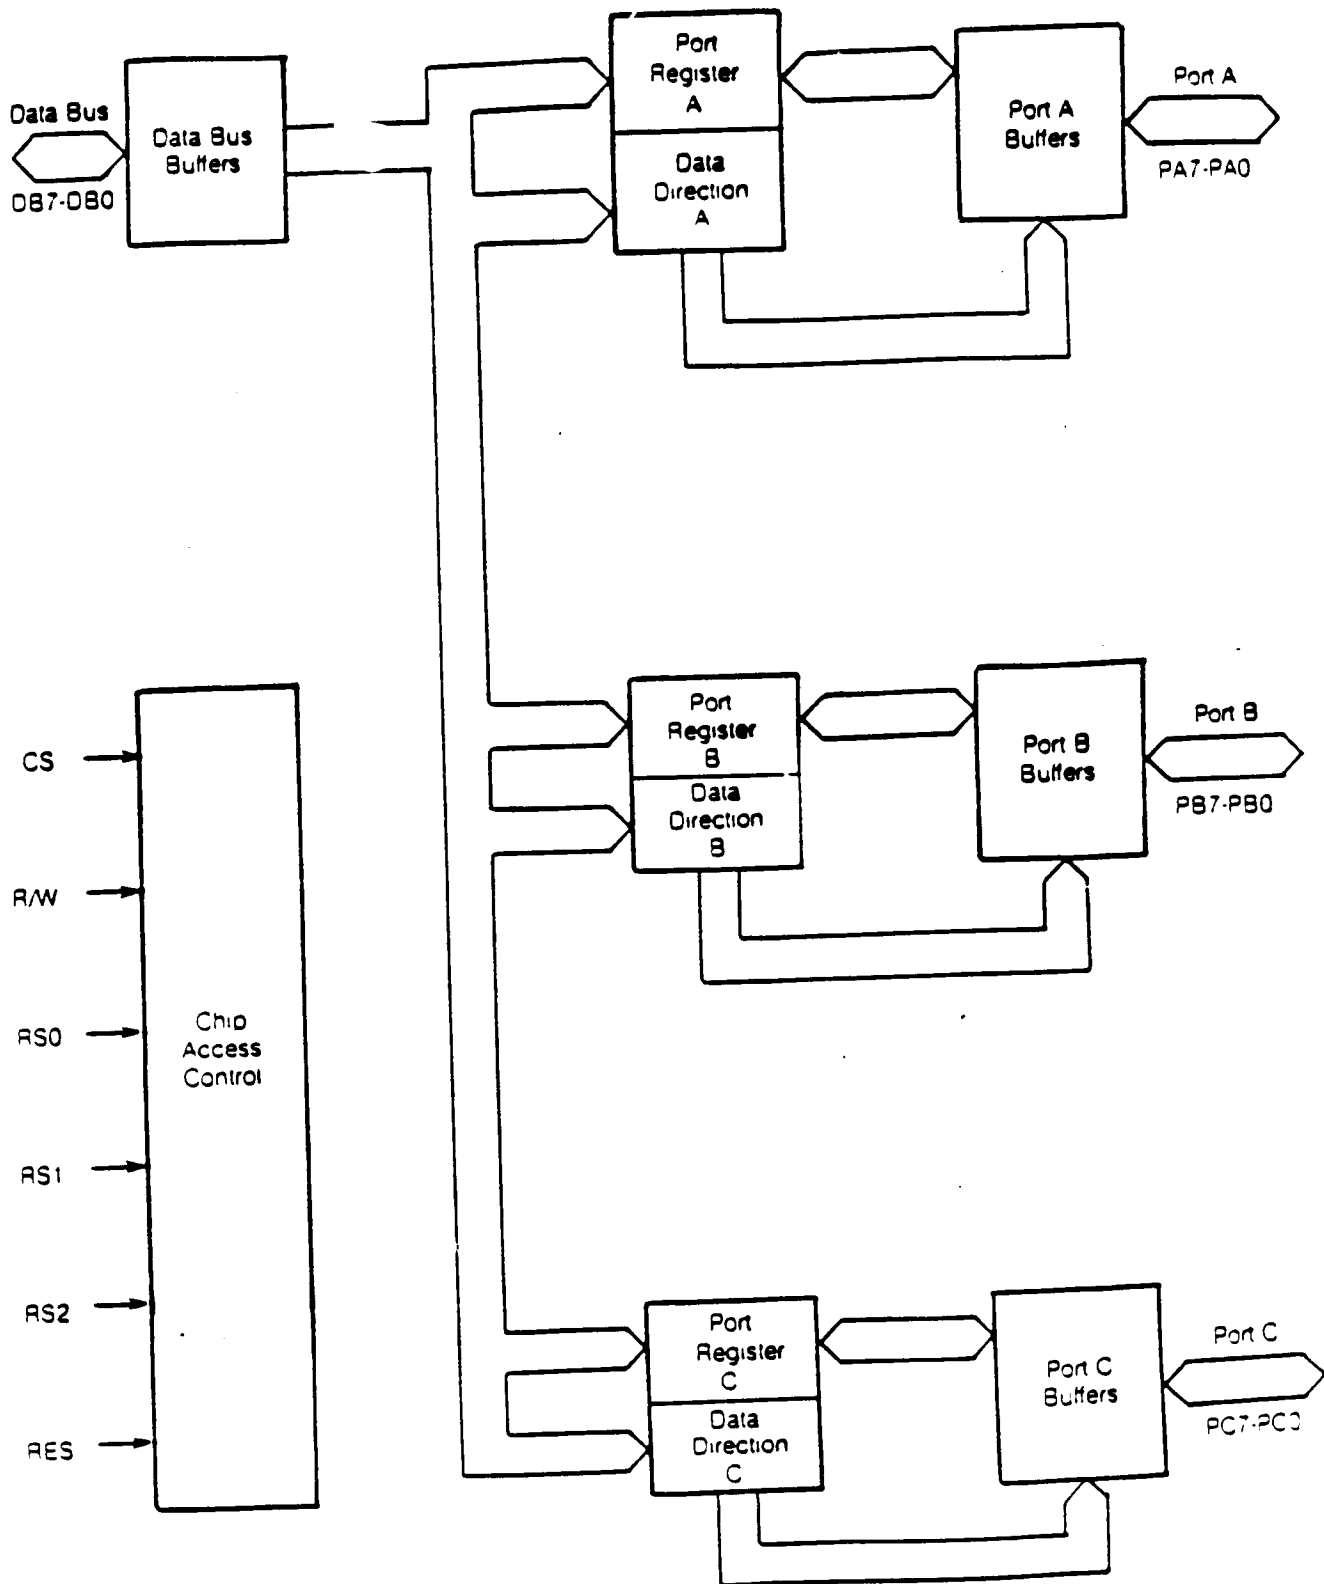 Data Bus
DB7-DB0
Data Bus
Buffers
Port
Register
A
Data
Direction
A
Port A
Buffers
Port A
PA7-PA0
CS
R/W
RS0
RS1
RS2
RES
Chip
Access
Control
Port
Register
B
Data
Direction
B
Port B
Buffers
Port B
PB7-PB0
Port
Register
C
Data
Direction
C
Port C
Buffers
Port C
PC7-PC0